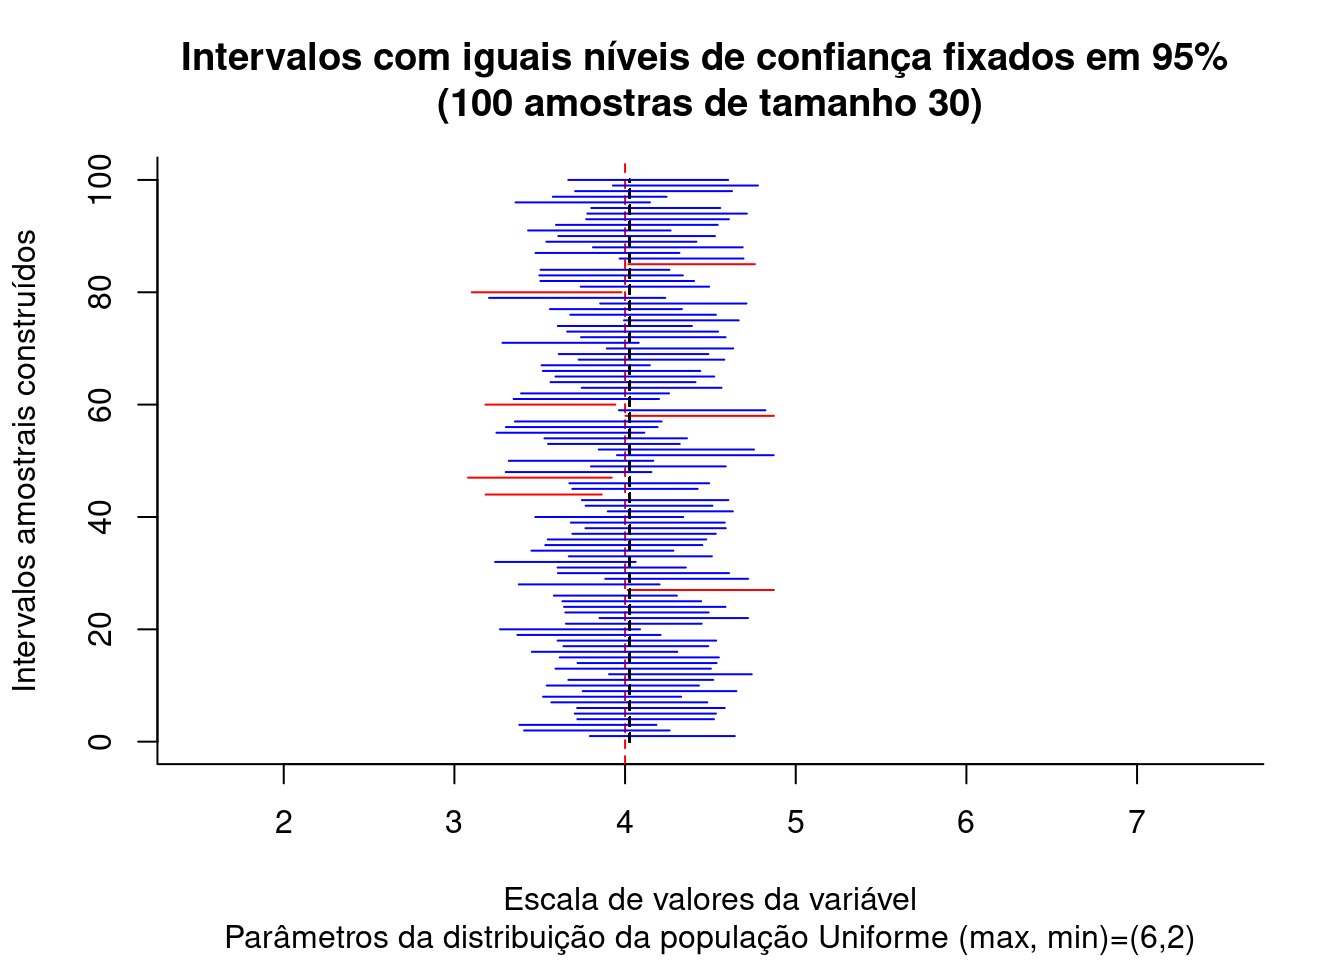 Intervalos com iguais níveis de confiança fixados em 95%
(100 amostras de tamanho 30)
Intervalos amostrais construídos
100
80
60
40
20
0
2 3 4 5 6 7
Escala de valores da variável
Parâmetros da distribuição da população Uniforme (max, min)=(6,2)